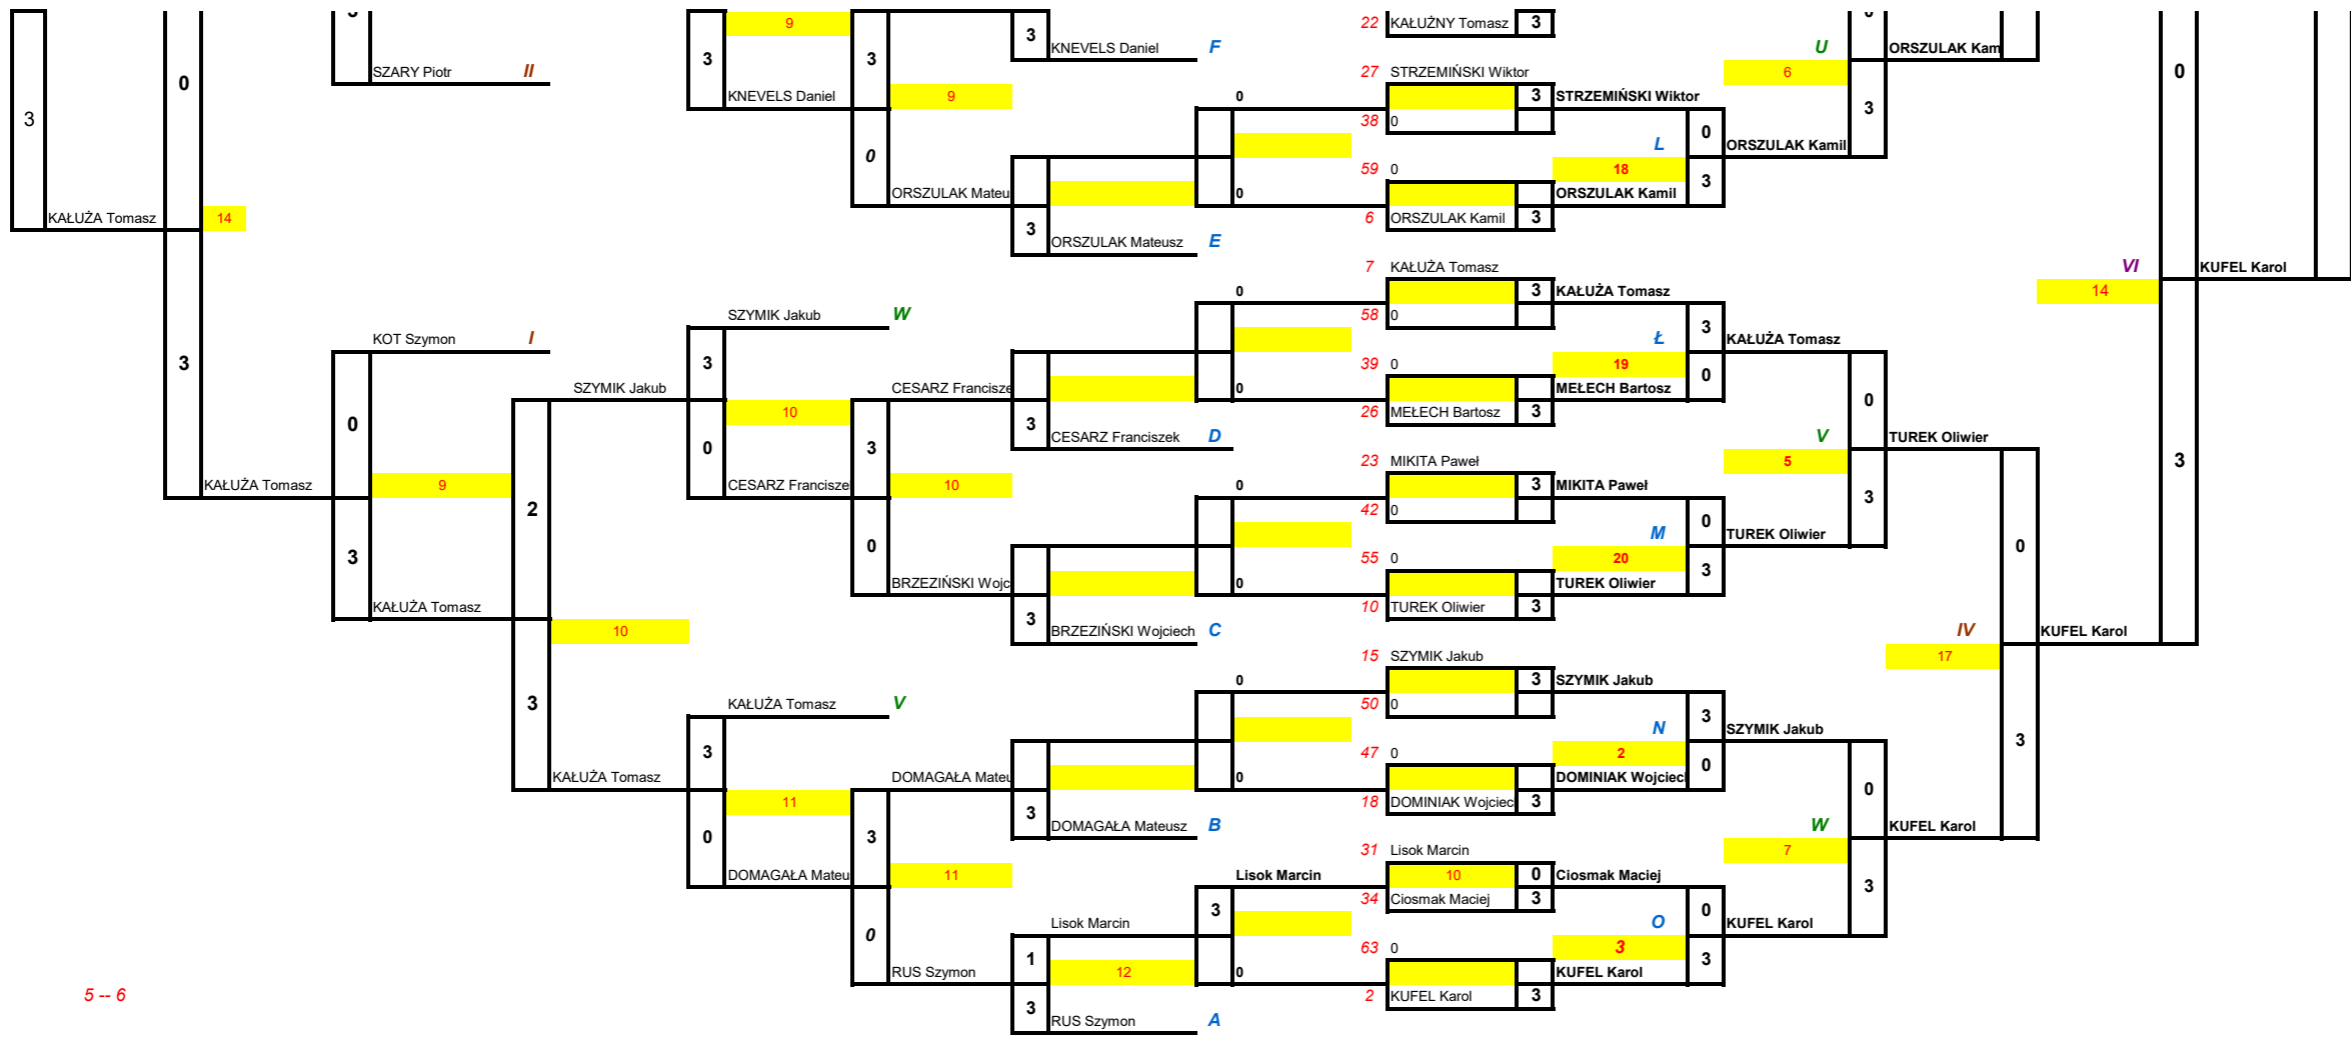 9 3 22 KAŁUŻNY Tomasz 3
3 KNEVELS Daniel F U ORSZULAK Kam
3 3 0 0
SZARY Piotr II 27 STRZEMIŃSKI Wiktor 6
KNEVELS Daniel 9 0 3 STRZEMIŃSKI Wiktor
3 38 0 3
0 L 0 ORSZULAK Kamil
0 59 0 18
ORSZULAK Mateu 0 ORSZULAK Kamil 3
KAŁUŻA Tomasz 14 6 ORSZULAK Kamil 3
3 ORSZULAK Mateusz E
7 KAŁUŻA Tomasz VI KUFEL Karol
0 3 KAŁUŻA Tomasz 14
SZYMIK Jakub W 58 0
KOT Szymon I Ł 3 KAŁUŻA Tomasz
3 3 39 0 19
SZYMIK Jakub CESARZ Francisze 0 MEŁECH Bartosz 0
10 26 MEŁECH Bartosz 3 0
0 3 CESARZ Franciszek D V TUREK Oliwier
0 3 23 MIKITA Paweł 5 3
KAŁUŻA Tomasz 9 CESARZ Francisze 10 0 3 MIKITA Paweł
2 42 0 3
0 M 0 TUREK Oliwier
3 55 0 20 0
BRZEZIŃSKI Wojc 0 TUREK Oliwier 3
KAŁUŻA Tomasz 10 TUREK Oliwier 3
10 3 BRZEZIŃSKI Wojciech C IV KUFEL Karol
15 SZYMIK Jakub 17
0 3 SZYMIK Jakub
3 KAŁUŻA Tomasz V 50 0
N 3 SZYMIK Jakub
3 47 0 2 3
KAŁUŻA Tomasz DOMAGAŁA Mateu 0 DOMINIAK Wojciecl 0
11 18 DOMINIAK Wojciec 3 0
0 3 3 DOMAGAŁA Mateusz B W KUFEL Karol
31 Lisok Marcin 7
DOMAGAŁA Mateu 11 Lisok Marcin 10 0 Ciosmak Maciej
34 Ciosmak Maciej 3 3
0 Lisok Marcin 3 O 0 KUFEL Karol
1 63 0 3
RUS Szymon 12 0 KUFEL Karol 3
5 -- 6 2 KUFEL Karol 3
3 RUS Szymon A